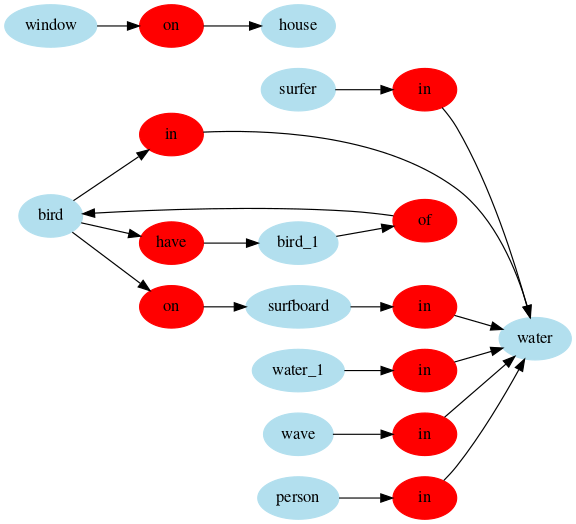 window on house
surfer in
in
bird have bird_1 of
on surfboard in
water
water_1 in
wave in
person in